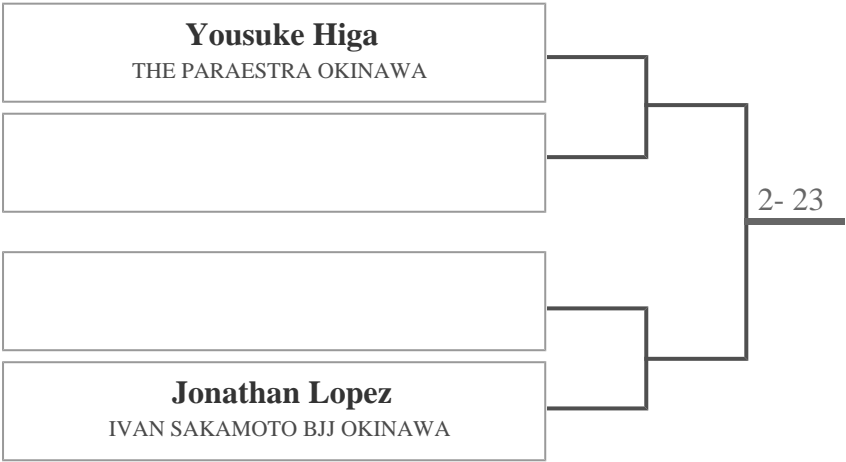 Yousuke Higa
THE PARAESTRA OKINAWA
2- 23
Jonathan Lopez
IVAN SAKAMOTO BJJ OKINAWA